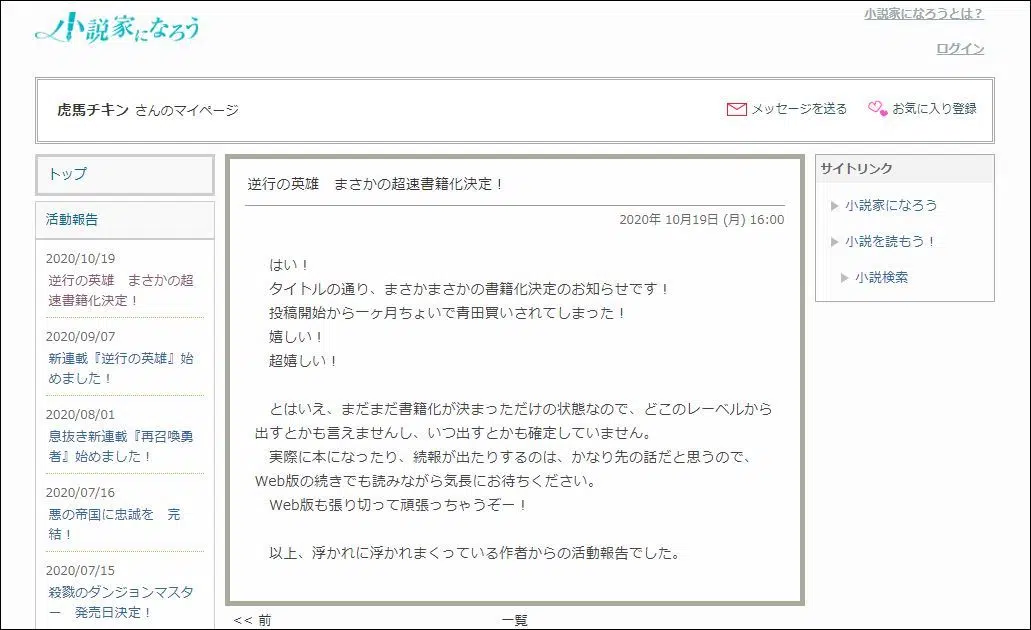 小説家になろう
小説家になろうとは？
ログイン
虎馬チキン さんのマイページ
メッセージを送る
お気に入り登録
トップ
活動報告
2020/10/19
逆行の英雄　まさかの超
速書籍化決定！
2020/09/07
新連載『逆行の英雄』始
めました！
2020/08/01
息抜き新連載『再召喚勇
者』始めました！
2020/07/16
悪の帝国に忠誠を　完
結！
2020/07/15
殺戮のダンジョンマスタ
ー　発売日決定！
逆行の英雄　まさかの超速書籍化決定！
2020年 10月19日 (月) 16:00
はい！
タイトルの通り、まさかまさかの書籍化決定のお知らせです！
投稿開始から一ヶ月ちょいで青田買いされてしまった！
嬉しい！
超嬉しい！
とはいえ、まだまだ書籍化が決まっただけの状態なので、どこのレーベルから
出すとかも言えませんし、いつ出すとかも確定していません。
実際に本になったり、続報が出たりするのは、かなり先の話だと思うので、
Web版の続きでも読みながら気長にお待ちください。
Web版も張り切って頑張っちゃうぞー！
以上、浮かれに浮かれまくっている作者からの活動報告でした。
<< 前
一覧
サイトリンク
小説家になろう
小説を読もう！
小説検索